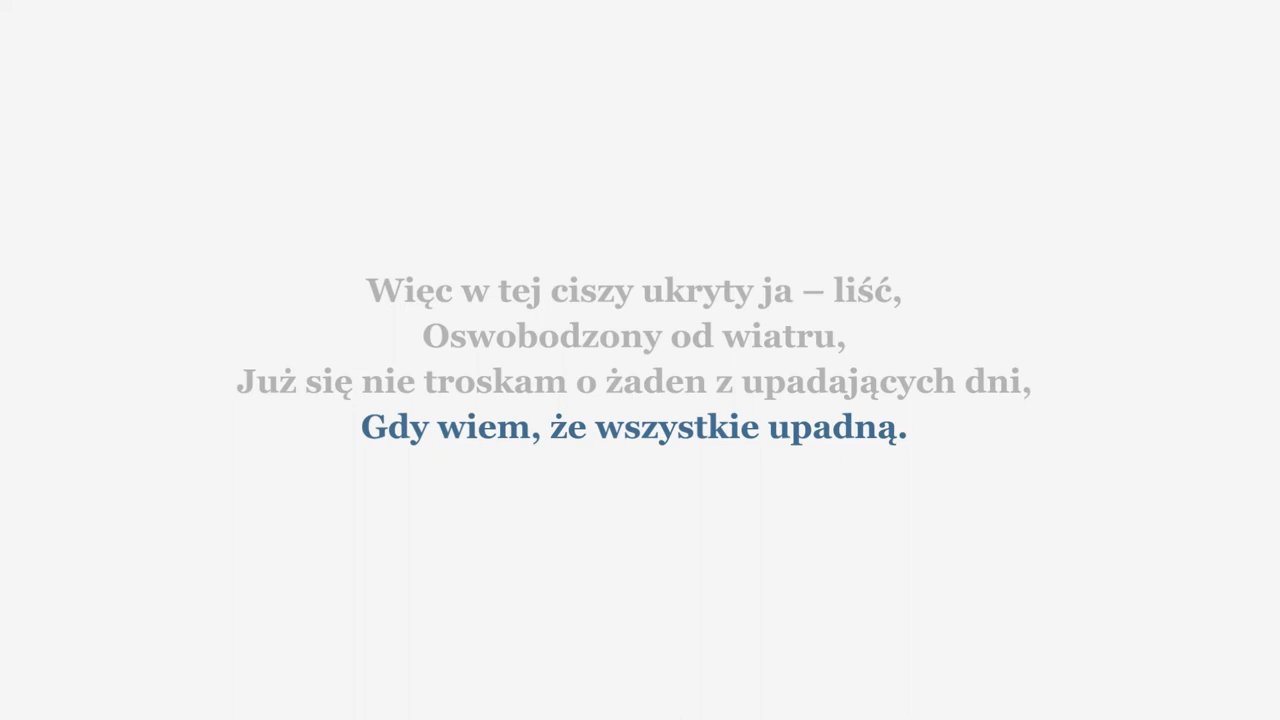 Więc w tej ciszy ukryty ja – liść,
Oswobodzony od wiatru,
Już się nie troskam o żaden z upadających dni,
Gdy wiem, że wszystkie upadną.